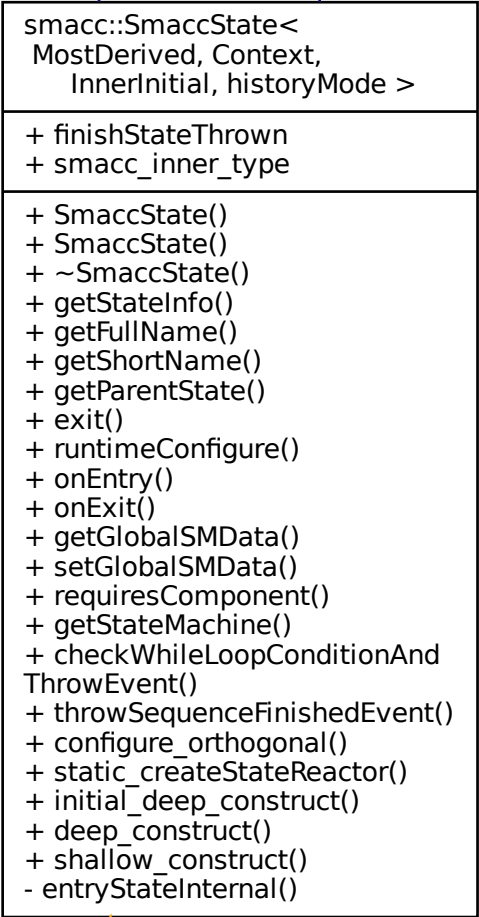 smacc::SmaccState<
MostDerived, Context,
InnerInitial, historyMode >
+ finishStateThrown
+ smacc_inner_type
+ SmaccState()
+ SmaccState()
+ ~SmaccState()
+ getStateInfo()
+ getFullName()
+ getShortName()
+ getParentState()
+ exit()
+ runtimeConfigure()
+ onEntry()
+ onExit()
+ getGlobalSMData()
+ setGlobalSMData()
+ requiresComponent()
+ getStateMachine()
+ checkWhileLoopConditionAnd
ThrowEvent()
+ throwSequenceFinishedEvent()
+ configure_orthogonal()
+ static_createStateReactor()
+ initial_deep_construct()
+ deep_construct()
+ shallow_construct()
- entryStateInternal()